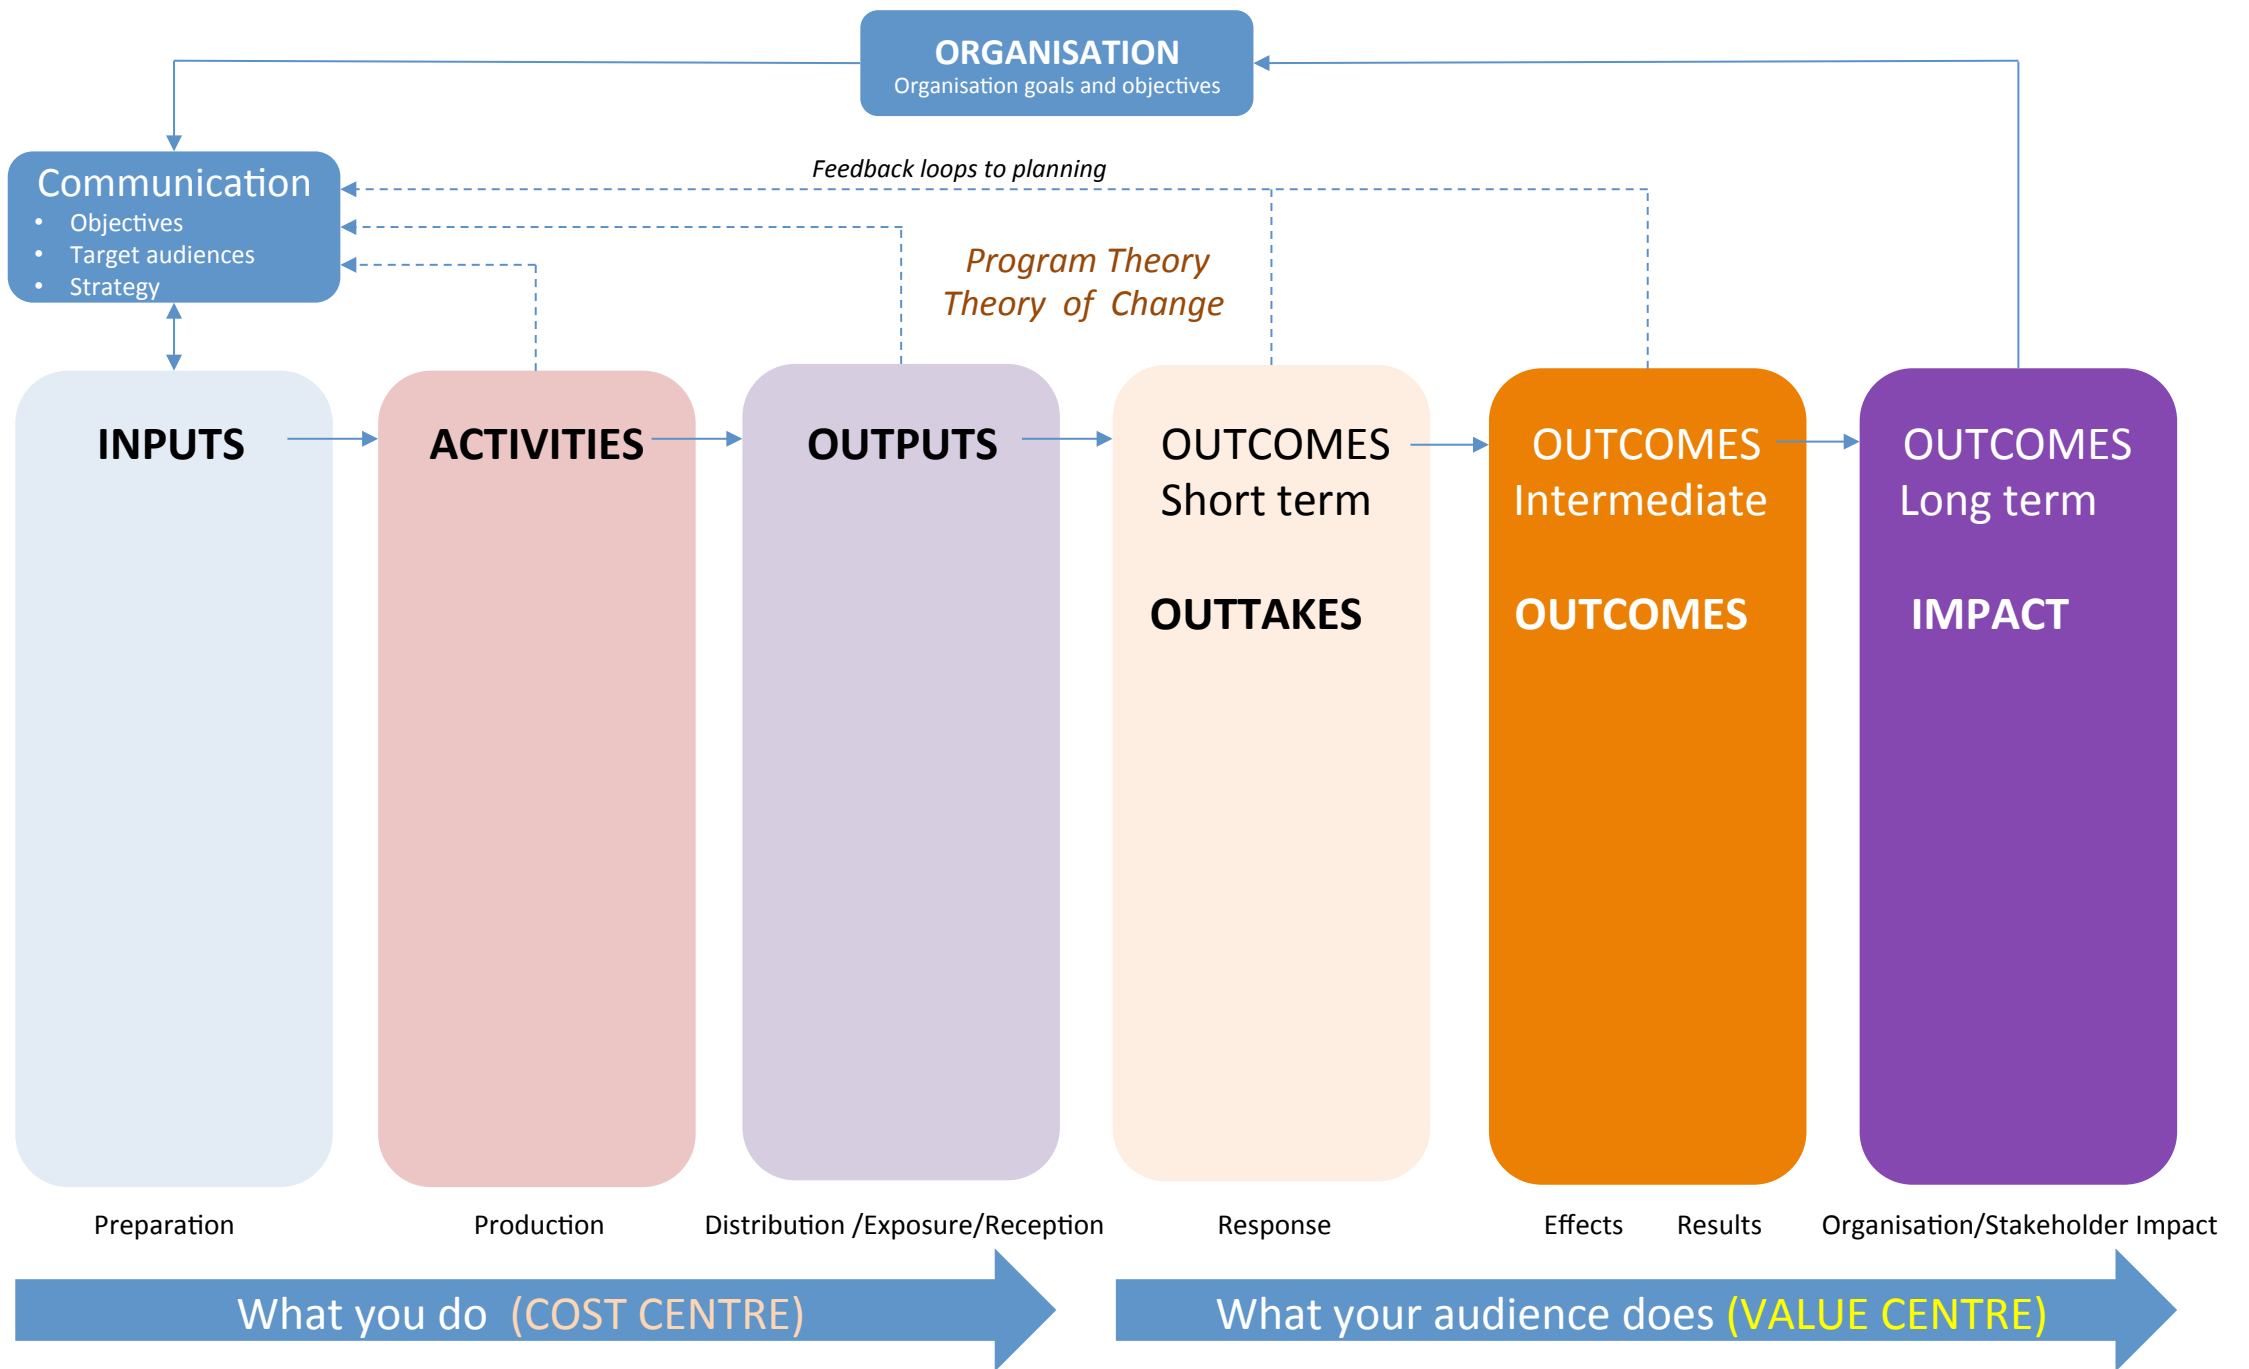 ORGANISATION
Organisation goals and objectives
Communication
• Objectives
• Target audiences
• Strategy
Feedback loops to planning
Program Theory
Theory of Change
INPUTS
ACTIVITIES
OUTPUTS
OUTCOMES
Short term
OUTTAKES
OUTCOMES
Intermediate
OUTCOMES
OUTCOMES
Long term
IMPACT
Preparation
Production
Distribution /Exposure/Reception
Response
Effects Results
Organisation/Stakeholder Impact
What you do (COST CENTRE)
What your audience does (VALUE CENTRE)